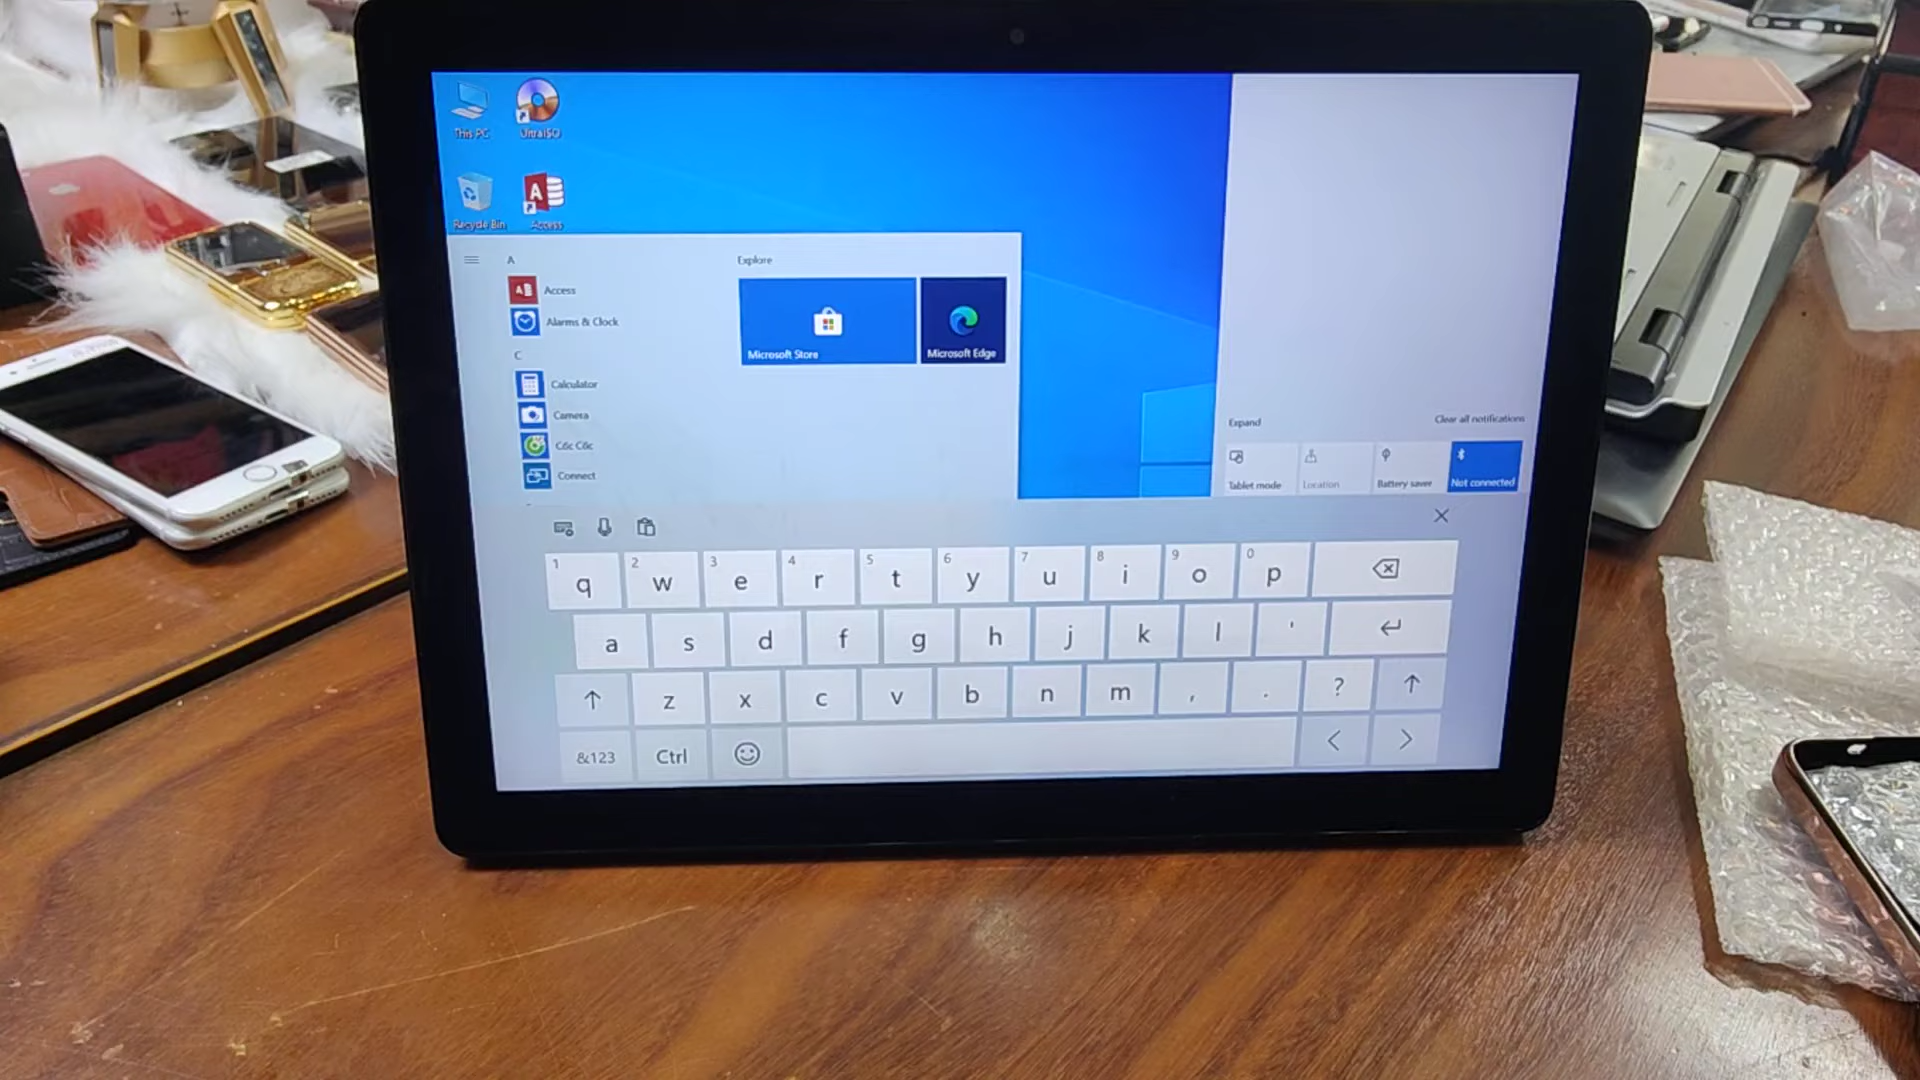 This PC
UltraISO
Recycle Bin
Access
A
Access
Alarms & Clock
C
Calculator
Camera
Cốc Cốc
Connect
Explore
Microsoft Store
Microsoft Edge
Expand
Clear all notifications
Tablet mode
Location
Battery saver
Not connected
1 2 3 4 5 6 7 8 9 0
q w e r t y u i o p
a s d f g h j k l '
z x c v b n m , . ?
&123 Ctrl